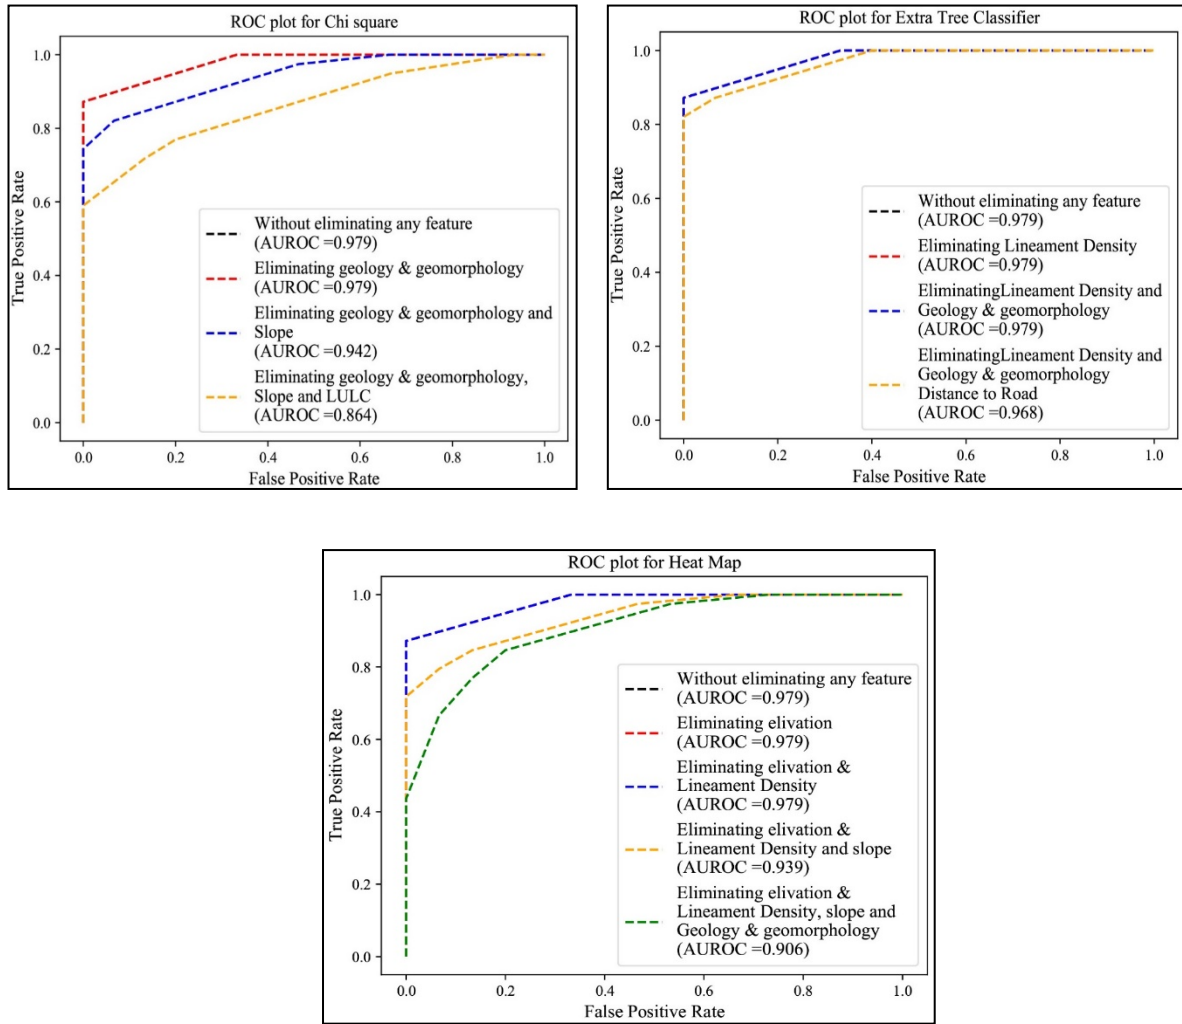 ROC plot for Chi square
1.0
0.8
0.6
0.4
0.2
0.0
True Positive Rate
Without eliminating any feature
(AUROC =0.979)
Eliminating geology & geomorphology
(AUROC =0.979)
Eliminating geology & geomorphology and
Slope
(AUROC =0.942)
Eliminating geology & geomorphology,
Slope and LULC
(AUROC =0.864)
0.0 0.2 0.4 0.6 0.8 1.0
False Positive Rate
ROC plot for Extra Tree Classifier
1.0
0.8
0.6
0.4
0.2
0.0
True Positive Rate
Without eliminating any feature
(AUROC =0.979)
Eliminating Lineament Density
(AUROC =0.979)
EliminatingLineament Density and
Geology & geomorphology
(AUROC =0.979)
EliminatingLineament Density and
Geology & geomorphology
Distance to Road
(AUROC =0.968)
0.0 0.2 0.4 0.6 0.8 1.0
False Positive Rate
ROC plot for Heat Map
1.0
0.8
0.6
0.4
0.2
0.0
True Positive Rate
Without eliminating any feature
(AUROC =0.979)
Eliminating elivation
(AUROC =0.979)
Eliminating elivation &
Lineament Density
(AUROC =0.979)
Eliminating elivation &
Lineament Density and slope
(AUROC =0.939)
Eliminating elivation &
Lineament Density, slope and
Geology & geomorphology
(AUROC =0.906)
0.0 0.2 0.4 0.6 0.8 1.0
False Positive Rate